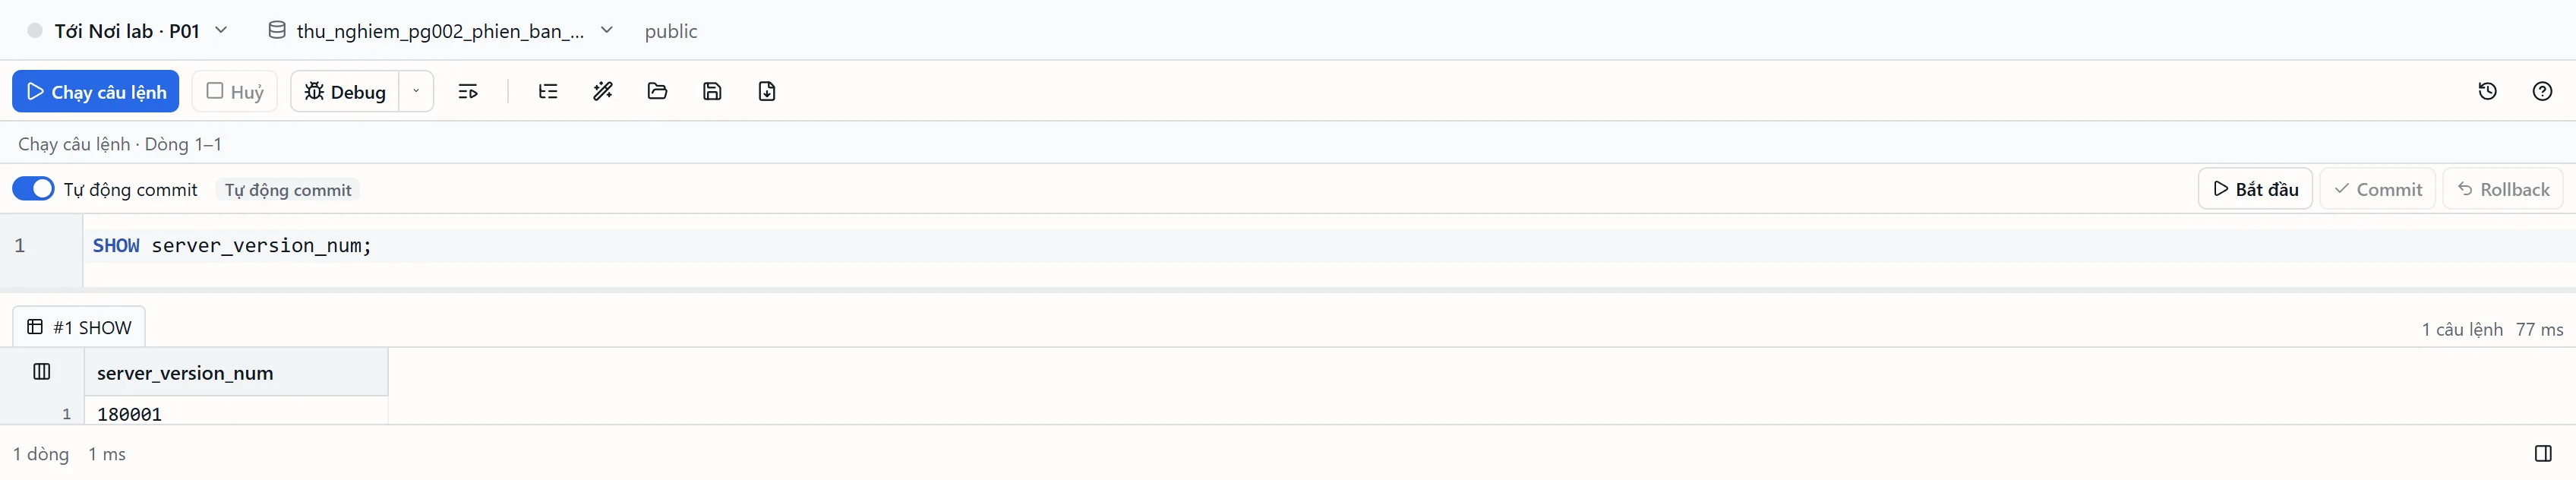 Tới Nơi lab · P01 thu_nghiem_pg002_phien_ban_... public
Chạy câu lệnh Huỷ Debug
Chạy câu lệnh · Dòng 1–1
Tự động commit Tự động commit Bắt đầu Commit Rollback
1 SHOW server_version_num;
#1 SHOW 1 câu lệnh 77 ms
server_version_num
1 180001
1 dòng 1 ms